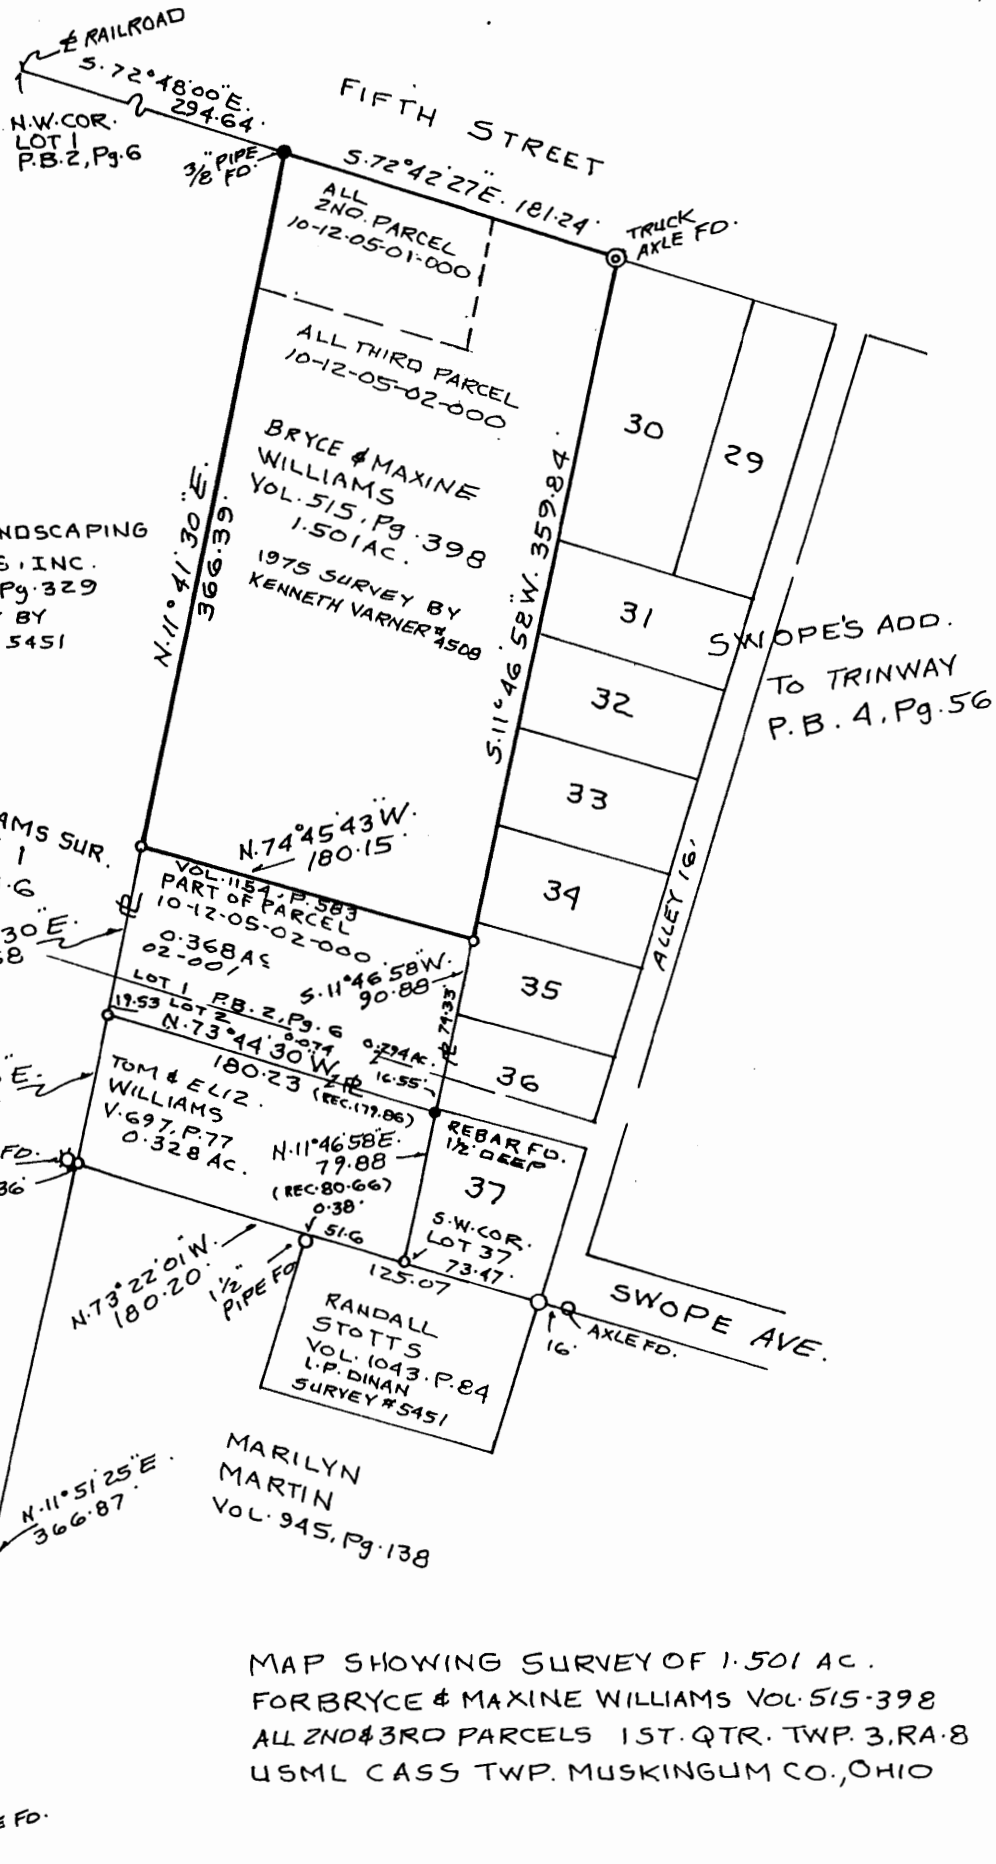 ℄ RAILROAD
S.72°48'00"E.
294.64'
N.W.COR.
LOT 1
P.B.2,Pg.6
3/8" PIPE
FD.
FIFTH STREET
S.72°42'27"E. 181.24'
TRUCK
AXLE FD.
ALL
2ND. PARCEL
10-12-05-01-000
ALL THIRD PARCEL
10-12-05-02-000
BRYCE & MAXINE
WILLIAMS
VOL.515, Pg.398
1.501 AC.
1975 SURVEY BY
KENNETH VARNER #4508
N.11°41'30"E.
366.39'
S.11°46'58"W. 359.84'
30
29
31
32
33
34
35
36
SWOPE'S ADD.
TO TRINWAY
P.B. 4, Pg.56
ALLEY 16'
NDSCAPING
S, INC.
Pg.329
BY
5451
AMS SUR.
1
.6
30"E.
8
N.74°45'43"W.
180.15'
VOL.1154, P.583
PART OF PARCEL
10-12-05-02-000
0.368 AC
02-001
S.11°46'58"W.
90.88'
LOT 1 P.B.2,Pg.6
19.53 LOT 2
0.074
0.294 AC.
74.33'
16.55'
N.73°44'30"W.
180.23
(REC.179.86)
"E.
TOM & ELIZ.
WILLIAMS
V.697, P.77
0.328 AC.
FD.
36'
N.11°46'58"E.
79.88
(REC.80.66)
0.38'
51.6
REBAR FD.
1½' DEEP
37
S.W.COR.
LOT 37
73.47'
125.07
N.73°22'01"W.
180.20'
1½"
PIPE FD
RANDALL
STOTTS
VOL. 1043, P.84
L.P. DINAN
SURVEY #5451
SWOPE AVE.
AXLE FD.
16'
MARILYN
MARTIN
VOL. 945, Pg.138
N.11°51'25"E.
366.87'
MAP SHOWING SURVEY OF 1.501 AC.
FOR BRYCE & MAXINE WILLIAMS VOL.515-398
ALL 2ND & 3RD PARCELS 1ST. QTR. TWP. 3, RA.8
USML CASS TWP. MUSKINGUM CO., OHIO
E FD.